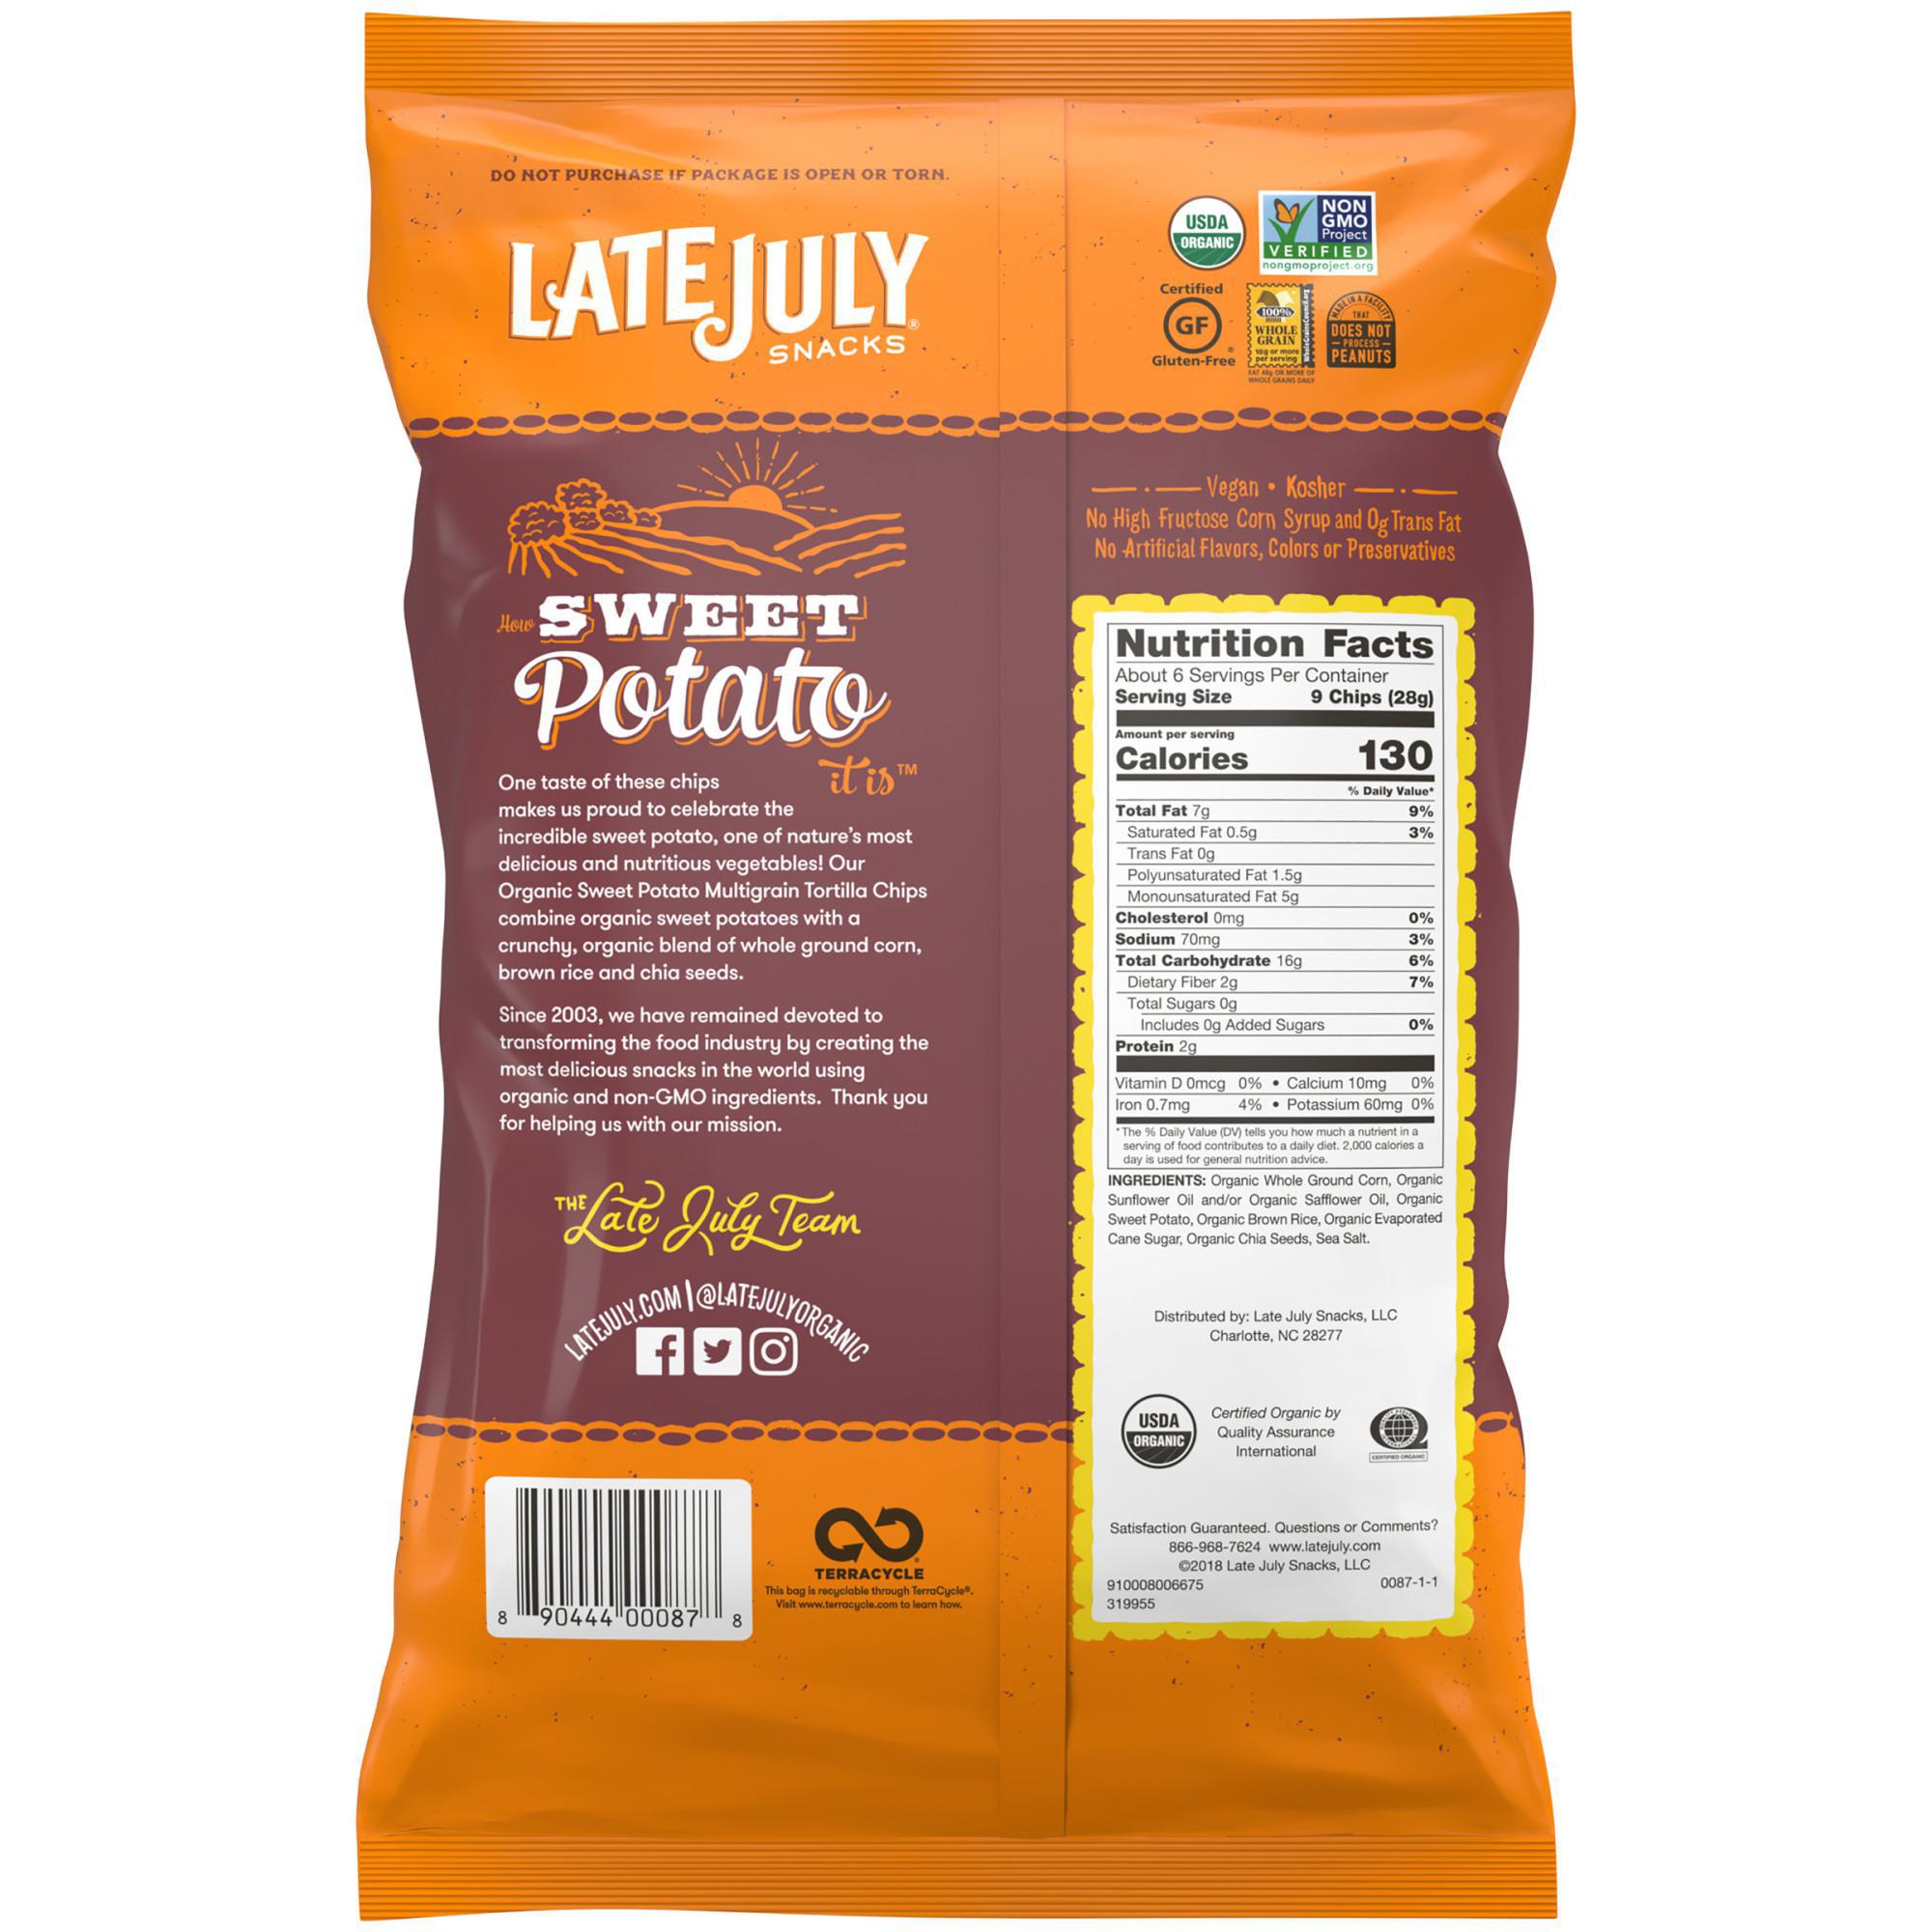 DO NOT PURCHASE IF PACKAGE IS OPEN OR TORN.
LATE JULY®
SNACKS
USDA
ORGANIC
NON
GMO
Project
VERIFIED
nongmoproject.org
Certified
GF
®
Gluten-Free
100%
WHOLE
GRAIN
16g or more
per serving
WholeGrainsCouncil.org
EAT 48g OR MORE OF
WHOLE GRAINS DAILY
MADE IN A FACILITY
THAT
DOES NOT
PROCESS
PEANUTS
How SWEET
Potato
it is™
One taste of these chips
makes us proud to celebrate the
incredible sweet potato, one of nature's most
delicious and nutritious vegetables! Our
Organic Sweet Potato Multigrain Tortilla Chips
combine organic sweet potatoes with a
crunchy, organic blend of whole ground corn,
brown rice and chia seeds.
Since 2003, we have remained devoted to
transforming the food industry by creating the
most delicious snacks in the world using
organic and non-GMO ingredients. Thank you
for helping us with our mission.
THE Late July Team
LATEJULY.COM | @LATEJULYORGANIC
8 90444 00087 8
TERRACYCLE®
This bag is recyclable through TerraCycle®.
Visit www.terracycle.com to learn how.
Vegan • Kosher
No High Fructose Corn Syrup and 0g Trans Fat
No Artificial Flavors, Colors or Preservatives
Nutrition Facts
About 6 Servings Per Container
Serving Size 9 Chips (28g)
Amount per serving
Calories 130
% Daily Value*
Total Fat 7g 9%
Saturated Fat 0.5g 3%
Trans Fat 0g
Polyunsaturated Fat 1.5g
Monounsaturated Fat 5g
Cholesterol 0mg 0%
Sodium 70mg 3%
Total Carbohydrate 16g 6%
Dietary Fiber 2g 7%
Total Sugars 0g
Includes 0g Added Sugars 0%
Protein 2g
Vitamin D 0mcg 0% • Calcium 10mg 0%
Iron 0.7mg 4% • Potassium 60mg 0%
*The % Daily Value (DV) tells you how much a nutrient in a
serving of food contributes to a daily diet. 2,000 calories a
day is used for general nutrition advice.
INGREDIENTS: Organic Whole Ground Corn, Organic
Sunflower Oil and/or Organic Safflower Oil, Organic
Sweet Potato, Organic Brown Rice, Organic Evaporated
Cane Sugar, Organic Chia Seeds, Sea Salt.
Distributed by: Late July Snacks, LLC
Charlotte, NC 28277
USDA
ORGANIC
Certified Organic by
Quality Assurance
International
CERTIFIED ORGANIC
Satisfaction Guaranteed. Questions or Comments?
866-968-7624 www.latejuly.com
©2018 Late July Snacks, LLC
910008006675 0087-1-1
319955